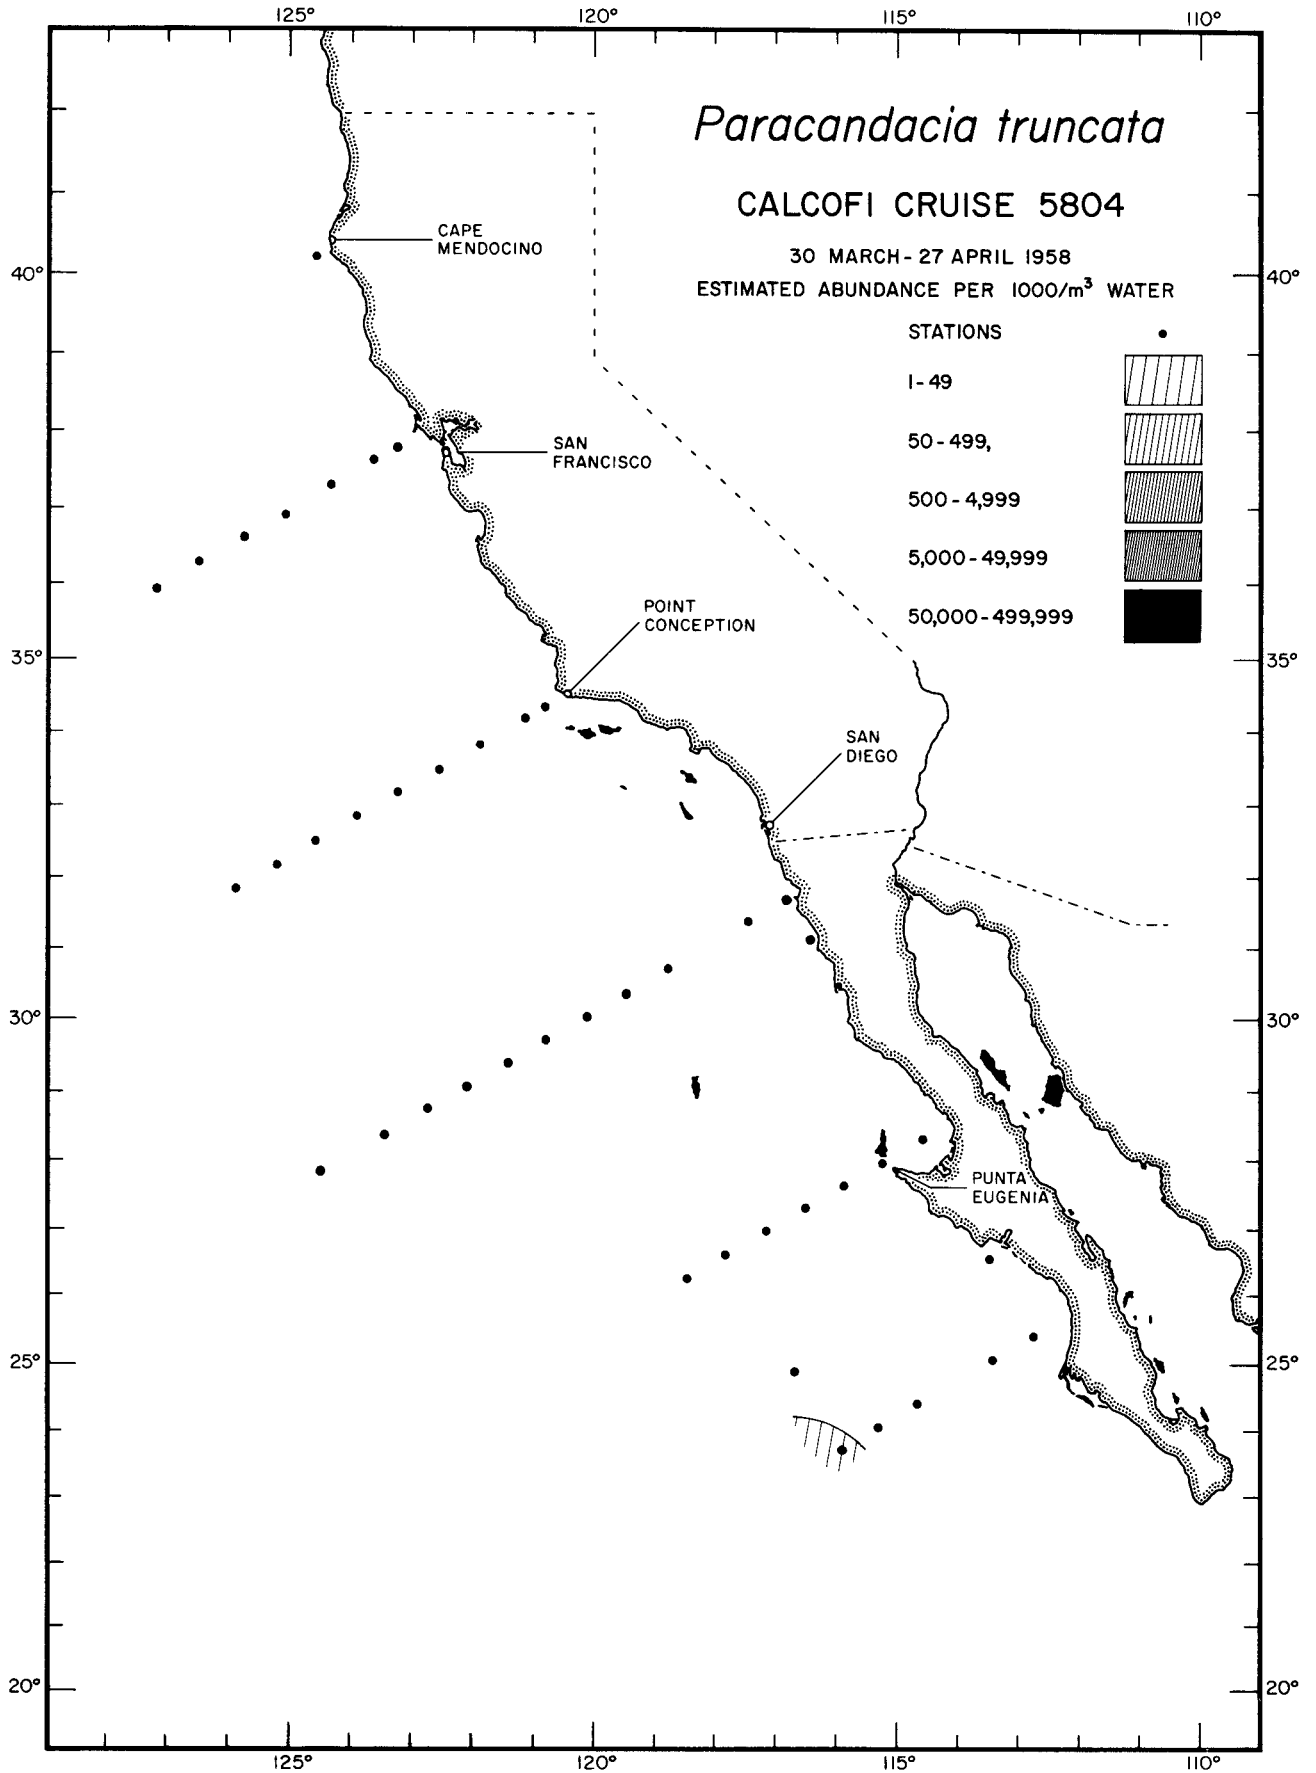 125° 120° 115° 110°
Paracandacia truncata
CALCOFI CRUISE 5804
30 MARCH - 27 APRIL 1958
ESTIMATED ABUNDANCE PER 1000/m³ WATER
STATIONS
1 - 49
50 - 499,
500 - 4,999
5,000 - 49,999
50,000 - 499,999
CAPE
MENDOCINO
40° 40°
SAN
FRANCISCO
POINT
CONCEPTION
35° 35°
SAN
DIEGO
30° 30°
PUNTA
EUGENIA
25° 25°
20° 20°
125° 120° 115° 110°